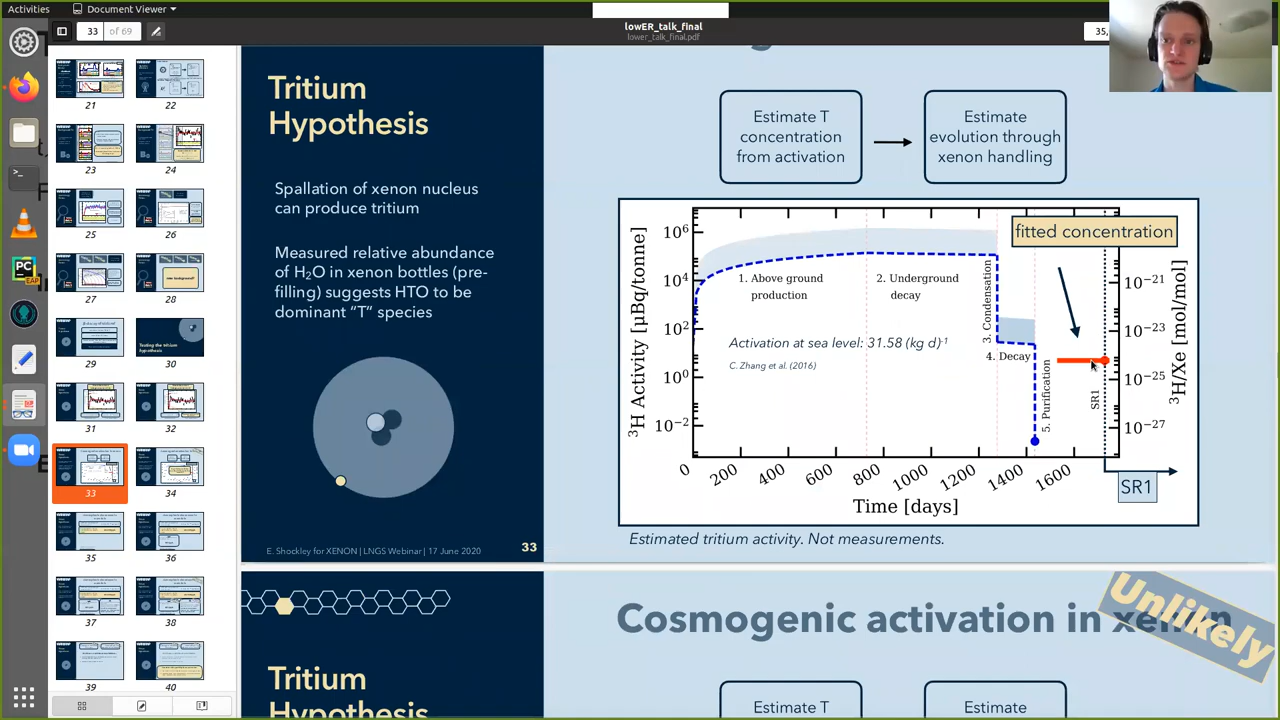 Activities
Document Viewer
33
of 69
lowER_talk_final
lower_talk_final.pdf
35,
21
22
23
24
25
26
27
28
29
30
31
32
33
34
35
36
37
38
39
40
Tritium
Hypothesis
Spallation of xenon nucleus
can produce tritium
Measured relative abundance
of H₂O in xenon bottles (pre-
filling) suggests HTO to be
dominant “T” species
E. Shockley for XENON | LNGS Webinar | 17 June 2020
33
Estimate T
concentration
from activation
Estimate
evolution through
xenon handling
fitted concentration
³H Activity [µBq/tonne]
10⁶
10⁴
10²
10⁰
10⁻²
1. Above ground
production
2. Underground
decay
3. Condensation
4. Decay
5. Purification
SR1
Activation at sea level: 31.58 (kg d)⁻¹
C. Zhang et al. (2016)
10⁻²¹
10⁻²³
10⁻²⁵
10⁻²⁷
³H/Xe [mol/mol]
0
200
400
600
800
1000
1200
1400
1600
Time [days]
SR1
Estimated tritium activity. Not measurements.
Cosmogenic activation in xenon
Unlikely
Tritium
Hypothesis
Estimate T
Estimate